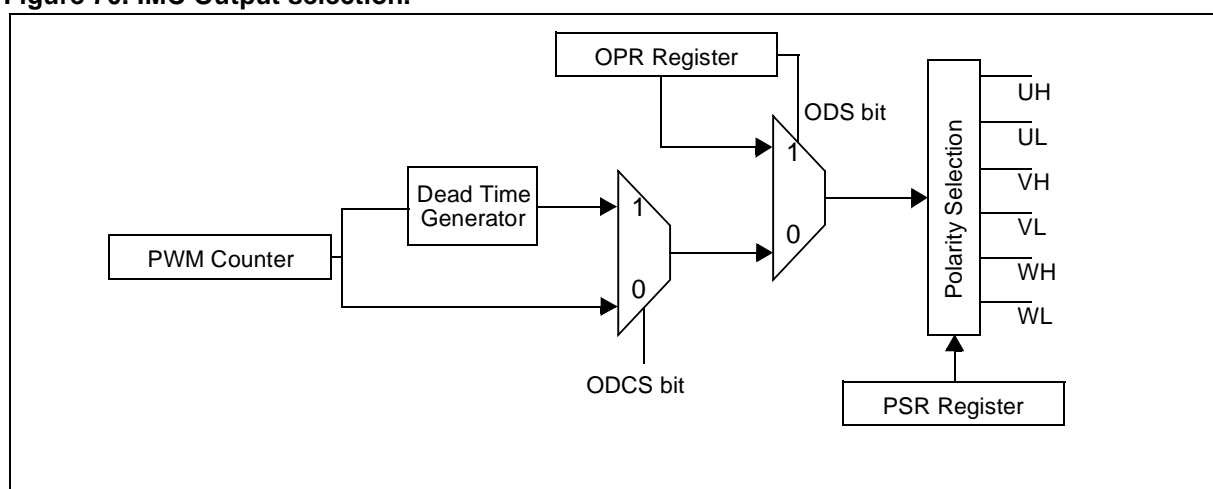 Figure IMC Output selection.
OPR Register
ODS bit
1
0
Dead Time
Generator
1
0
PWM Counter
ODCS bit
Polarity Selection
UH
UL
VH
VL
WH
WL
PSR Register